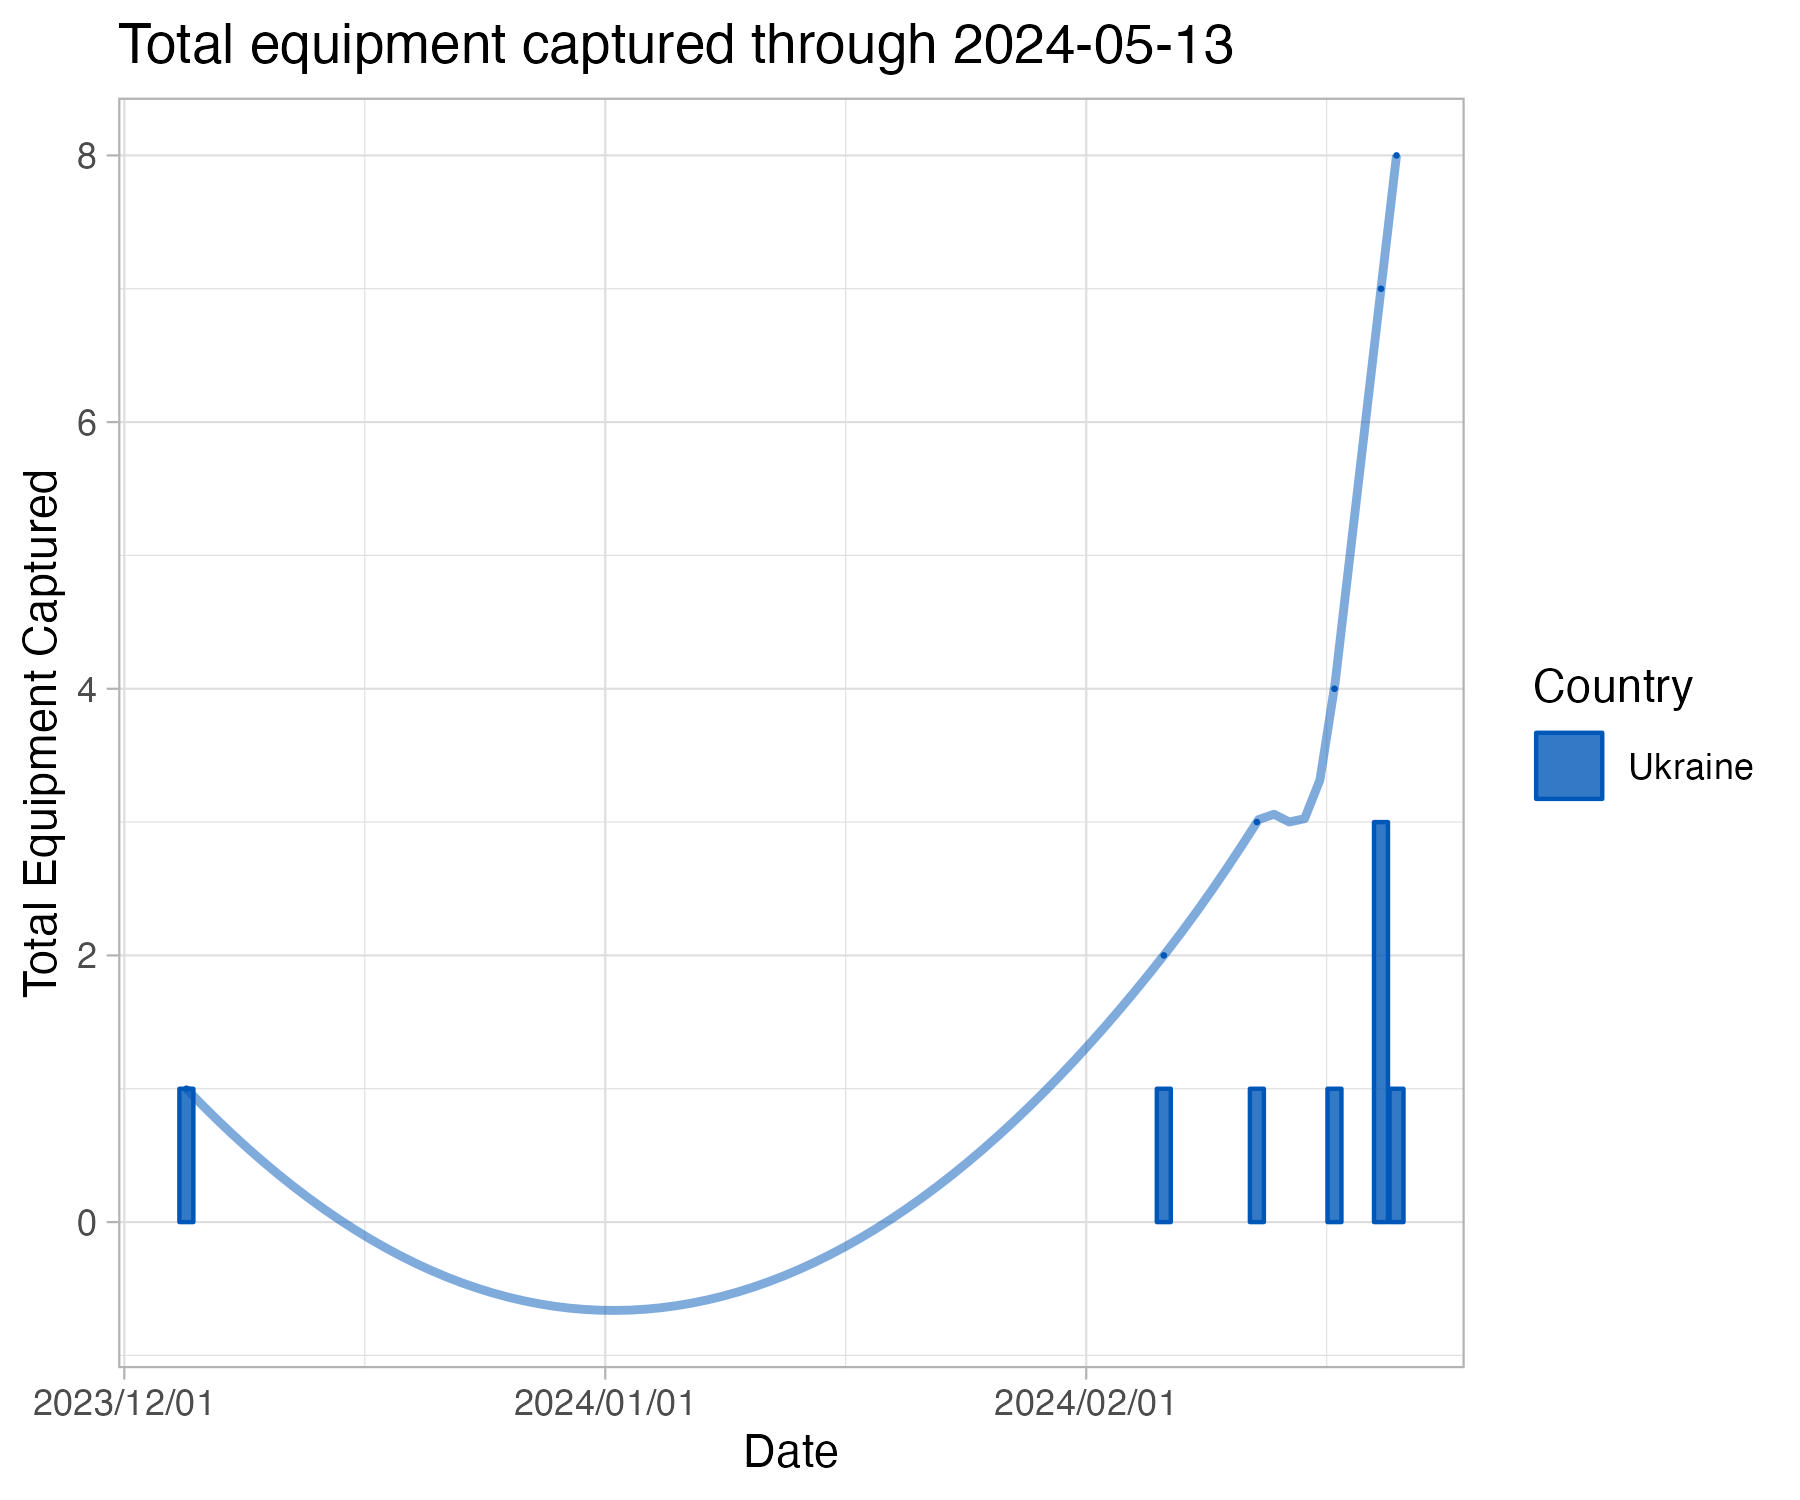 Total equipment captured through 2024-05-13
Total Equipment Captured
8
6
4
2
0
2023/12/01
2024/01/01
2024/02/01
Date
Country
Ukraine